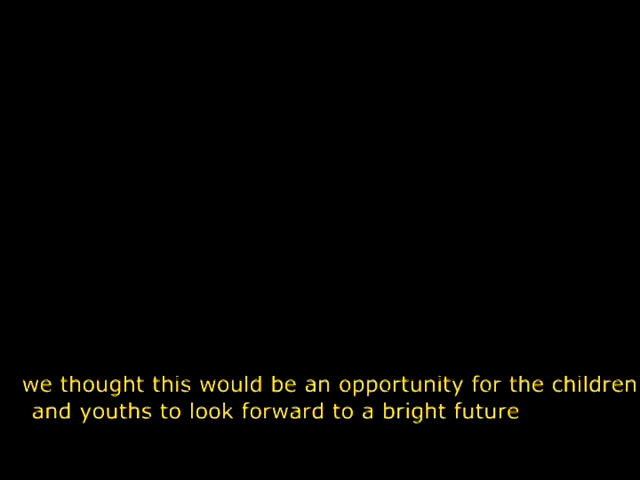 we thought this would be an opportunity for the children
and youths to look forward to a bright future